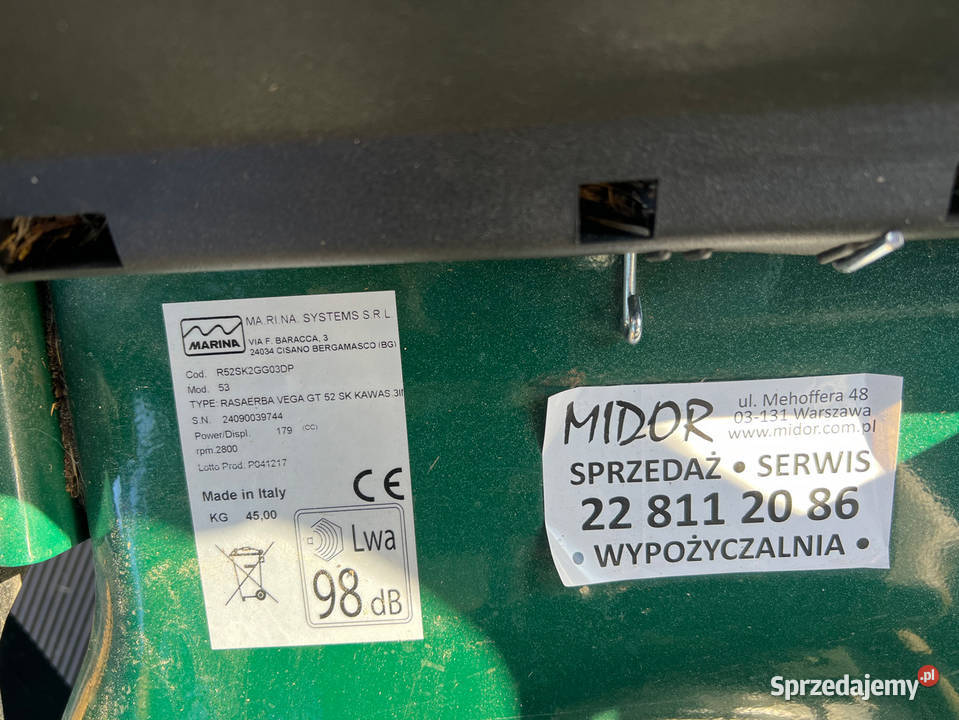 MARINA
MA.RI.NA. SYSTEMS S.R.L
VIA F. BARACCA, 3
24034 CISANO BERGAMASCO (BG)
Cod. R52SK2GG03DP
Mod. 53
TYPE: RASAERBA VEGA GT 52 SK KAWAS.3I
S.N. 24090039744
Power/Displ. 179 (CC)
rpm.2800
Lotto Prod: P041217
Made in Italy
CE
KG 45,00
Lwa
98 dB
MIDOR
ul. Mehoffera 48
03-131 Warszawa
www.midor.com.pl
SPRZEDAŻ • SERWIS
22 811 20 86
• WYPOŻYCZALNIA •
Sprzedajemy.pl